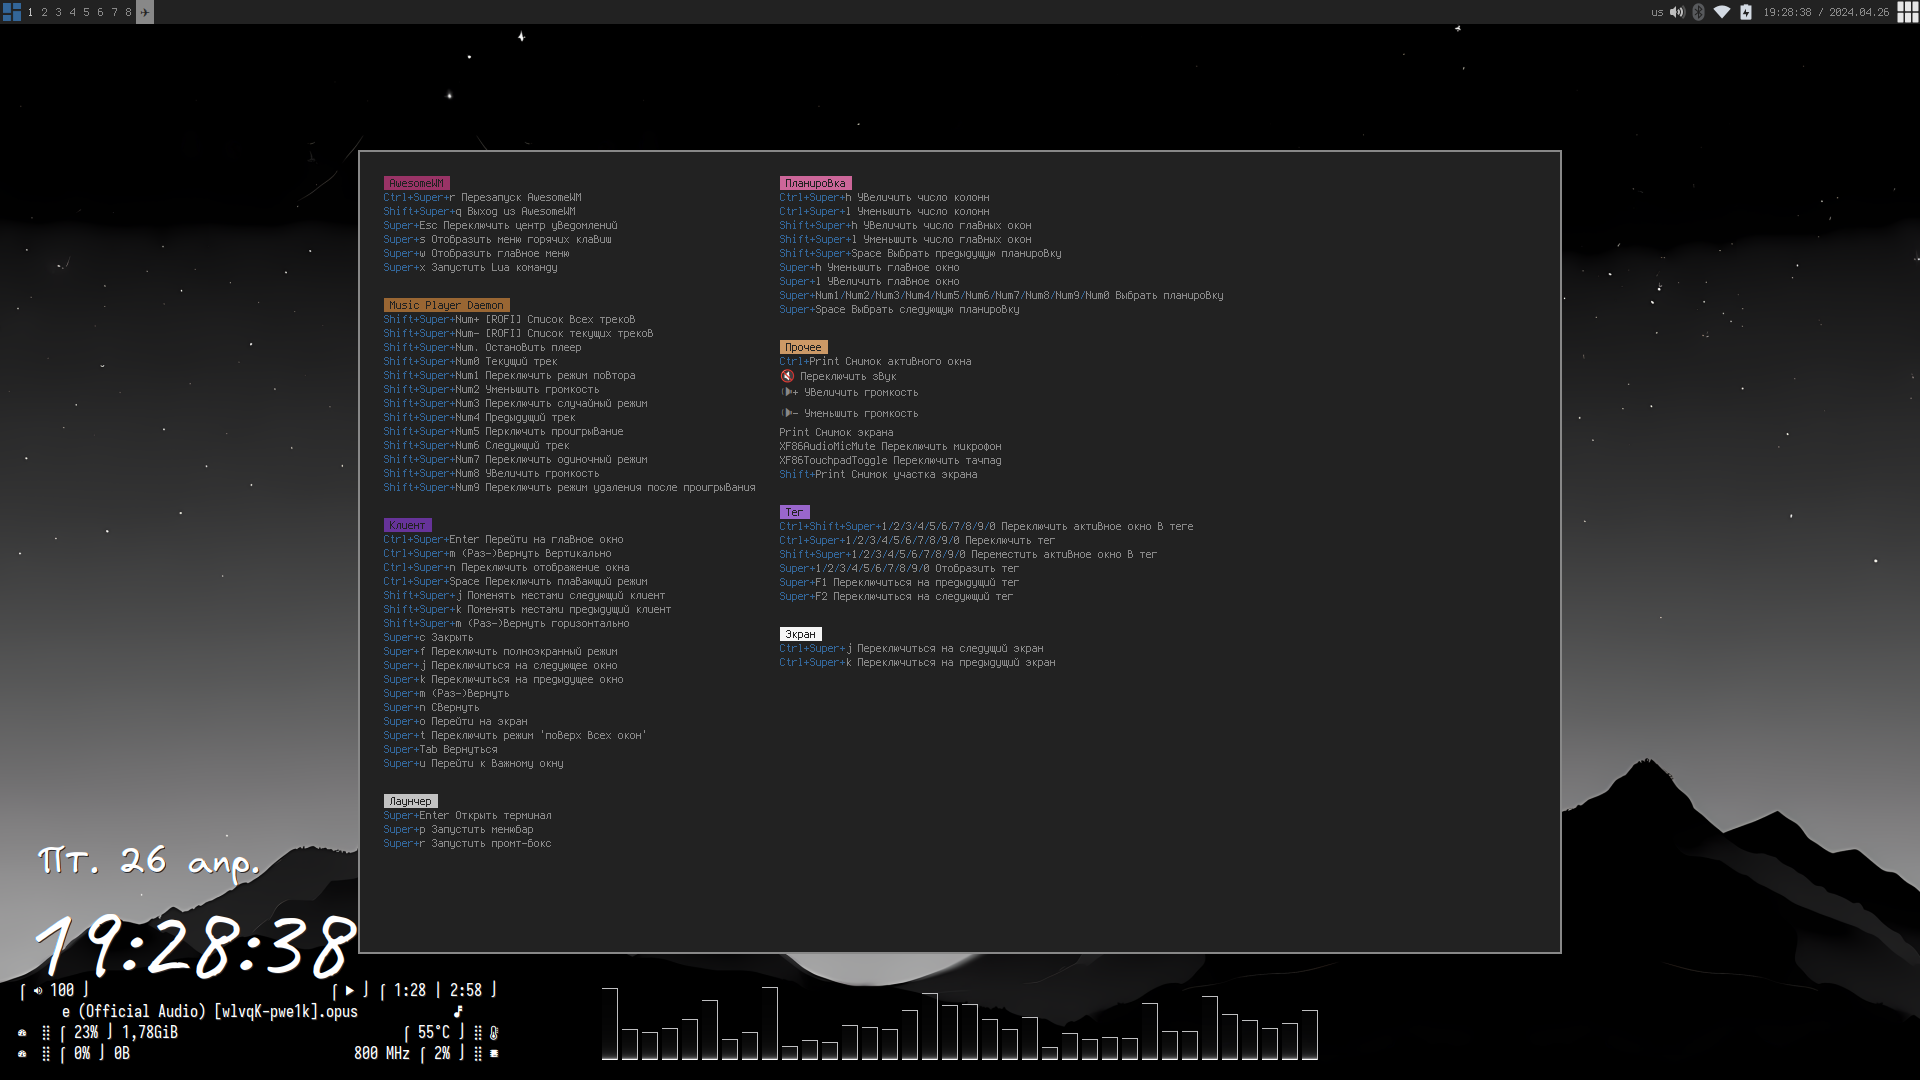 1 2 3 4 5 6 7 8
us 19:28:38 / 2024.04.26
AwesomeWM
Ctrl+Super+r Перезапуск AwesomeWM
Shift+Super+q Выход из AwesomeWM
Super+Esc Переключить центр уведомлений
Super+s Отобразить меню горячих клавиш
Super+w Отобразить главное меню
Super+x Запустить Lua команду
Music Player Daemon
Shift+Super+Num+ [ROFI] Список всех треков
Shift+Super+Num- [ROFI] Список текущих треков
Shift+Super+Num. Остановить плеер
Shift+Super+Num0 Текущий трек
Shift+Super+Num1 Переключить режим повтора
Shift+Super+Num2 Уменьшить громкость
Shift+Super+Num3 Переключить случайный режим
Shift+Super+Num4 Предыдущий трек
Shift+Super+Num5 Перключить проигрывание
Shift+Super+Num6 Следующий трек
Shift+Super+Num7 Переключить одиночный режим
Shift+Super+Num8 Увеличить громкость
Shift+Super+Num9 Переключить режим удаления после проигрывания
Клиент
Ctrl+Super+Enter Перейти на главное окно
Ctrl+Super+m (Раз-)Вернуть вертикально
Ctrl+Super+n Переключить отображение окна
Ctrl+Super+Space Переключить плавающий режим
Shift+Super+j Поменять местами следующий клиент
Shift+Super+k Поменять местами предыдущий клиент
Shift+Super+m (Раз-)Вернуть горизонтально
Super+c Закрыть
Super+f Переключить полноэкранный режим
Super+j Переключиться на следующее окно
Super+k Переключиться на предыдущее окно
Super+m (Раз-)Вернуть
Super+n Свернуть
Super+o Перейти на экран
Super+t Переключить режим 'поверх всех окон'
Super+Tab Вернуться
Super+u Перейти к важному окну
Лаунчер
Super+Enter Открыть терминал
Super+p Запустить менюбар
Super+r Запустить промт-бокс
Планировка
Ctrl+Super+h Увеличить число колонн
Ctrl+Super+l Уменьшить число колонн
Shift+Super+h Увеличить число главных окон
Shift+Super+l Уменьшить число главных окон
Shift+Super+Space Выбрать предыдущую планировку
Super+h Уменьшить главное окно
Super+l Увеличить главное окно
Super+Num1/Num2/Num3/Num4/Num5/Num6/Num7/Num8/Num9/Num0 Выбрать планировку
Super+Space Выбрать следующую планировку
Прочее
Ctrl+Print Снимок активного окна
Переключить звук
+ Увеличить громкость
- Уменьшить громкость
Print Снимок экрана
XF86AudioMicMute Переключить микрофон
XF86TouchpadToggle Переключить тачпад
Shift+Print Снимок участка экрана
Тег
Ctrl+Shift+Super+1/2/3/4/5/6/7/8/9/0 Переключить активное окно в теге
Ctrl+Super+1/2/3/4/5/6/7/8/9/0 Переключить тег
Shift+Super+1/2/3/4/5/6/7/8/9/0 Переместить активное окно в тег
Super+1/2/3/4/5/6/7/8/9/0 Отобразить тег
Super+F1 Переключиться на предыдущий тег
Super+F2 Переключиться на следующий тег
Экран
Ctrl+Super+j Переключиться на следущий экран
Ctrl+Super+k Переключиться на предыдущий экран
Пт. 26 апр.
19:28:38
⌠ 100 ⌡ ⌠ ▶ ⌡ ⌠ 1:28 | 2:58 ⌡
e (Official Audio) [wlvqK-pwe1k].opus
⌠ 23% ⌡ 1,78GiB ⌠ 55°C ⌡
⌠ 0% ⌡ 0B 800 MHz ⌠ 2% ⌡